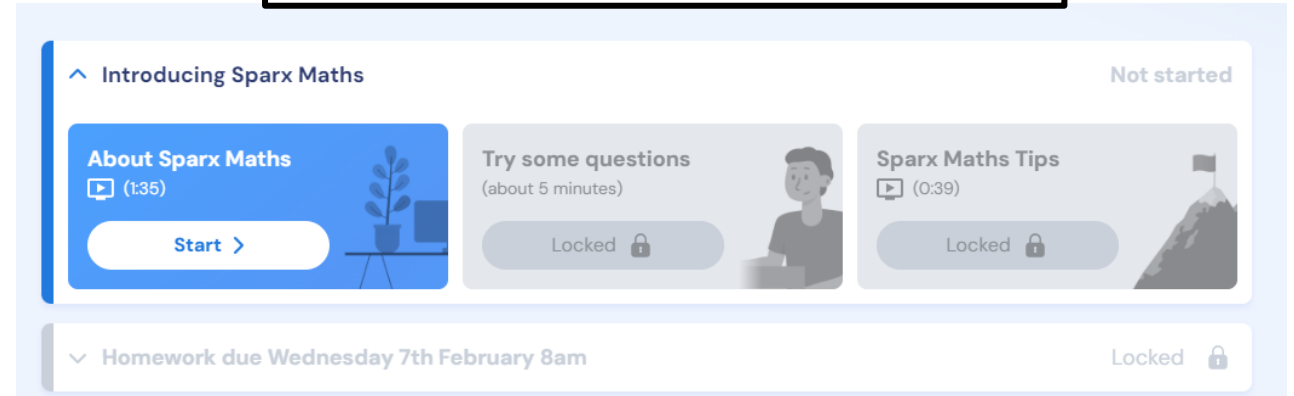 Introducing Sparx Maths
Not started
About Sparx Maths
(1:35)
Start
Try some questions
(about 5 minutes)
Locked
Sparx Maths Tips
(0:39)
Locked
Homework due Wednesday 7th February 8am
Locked